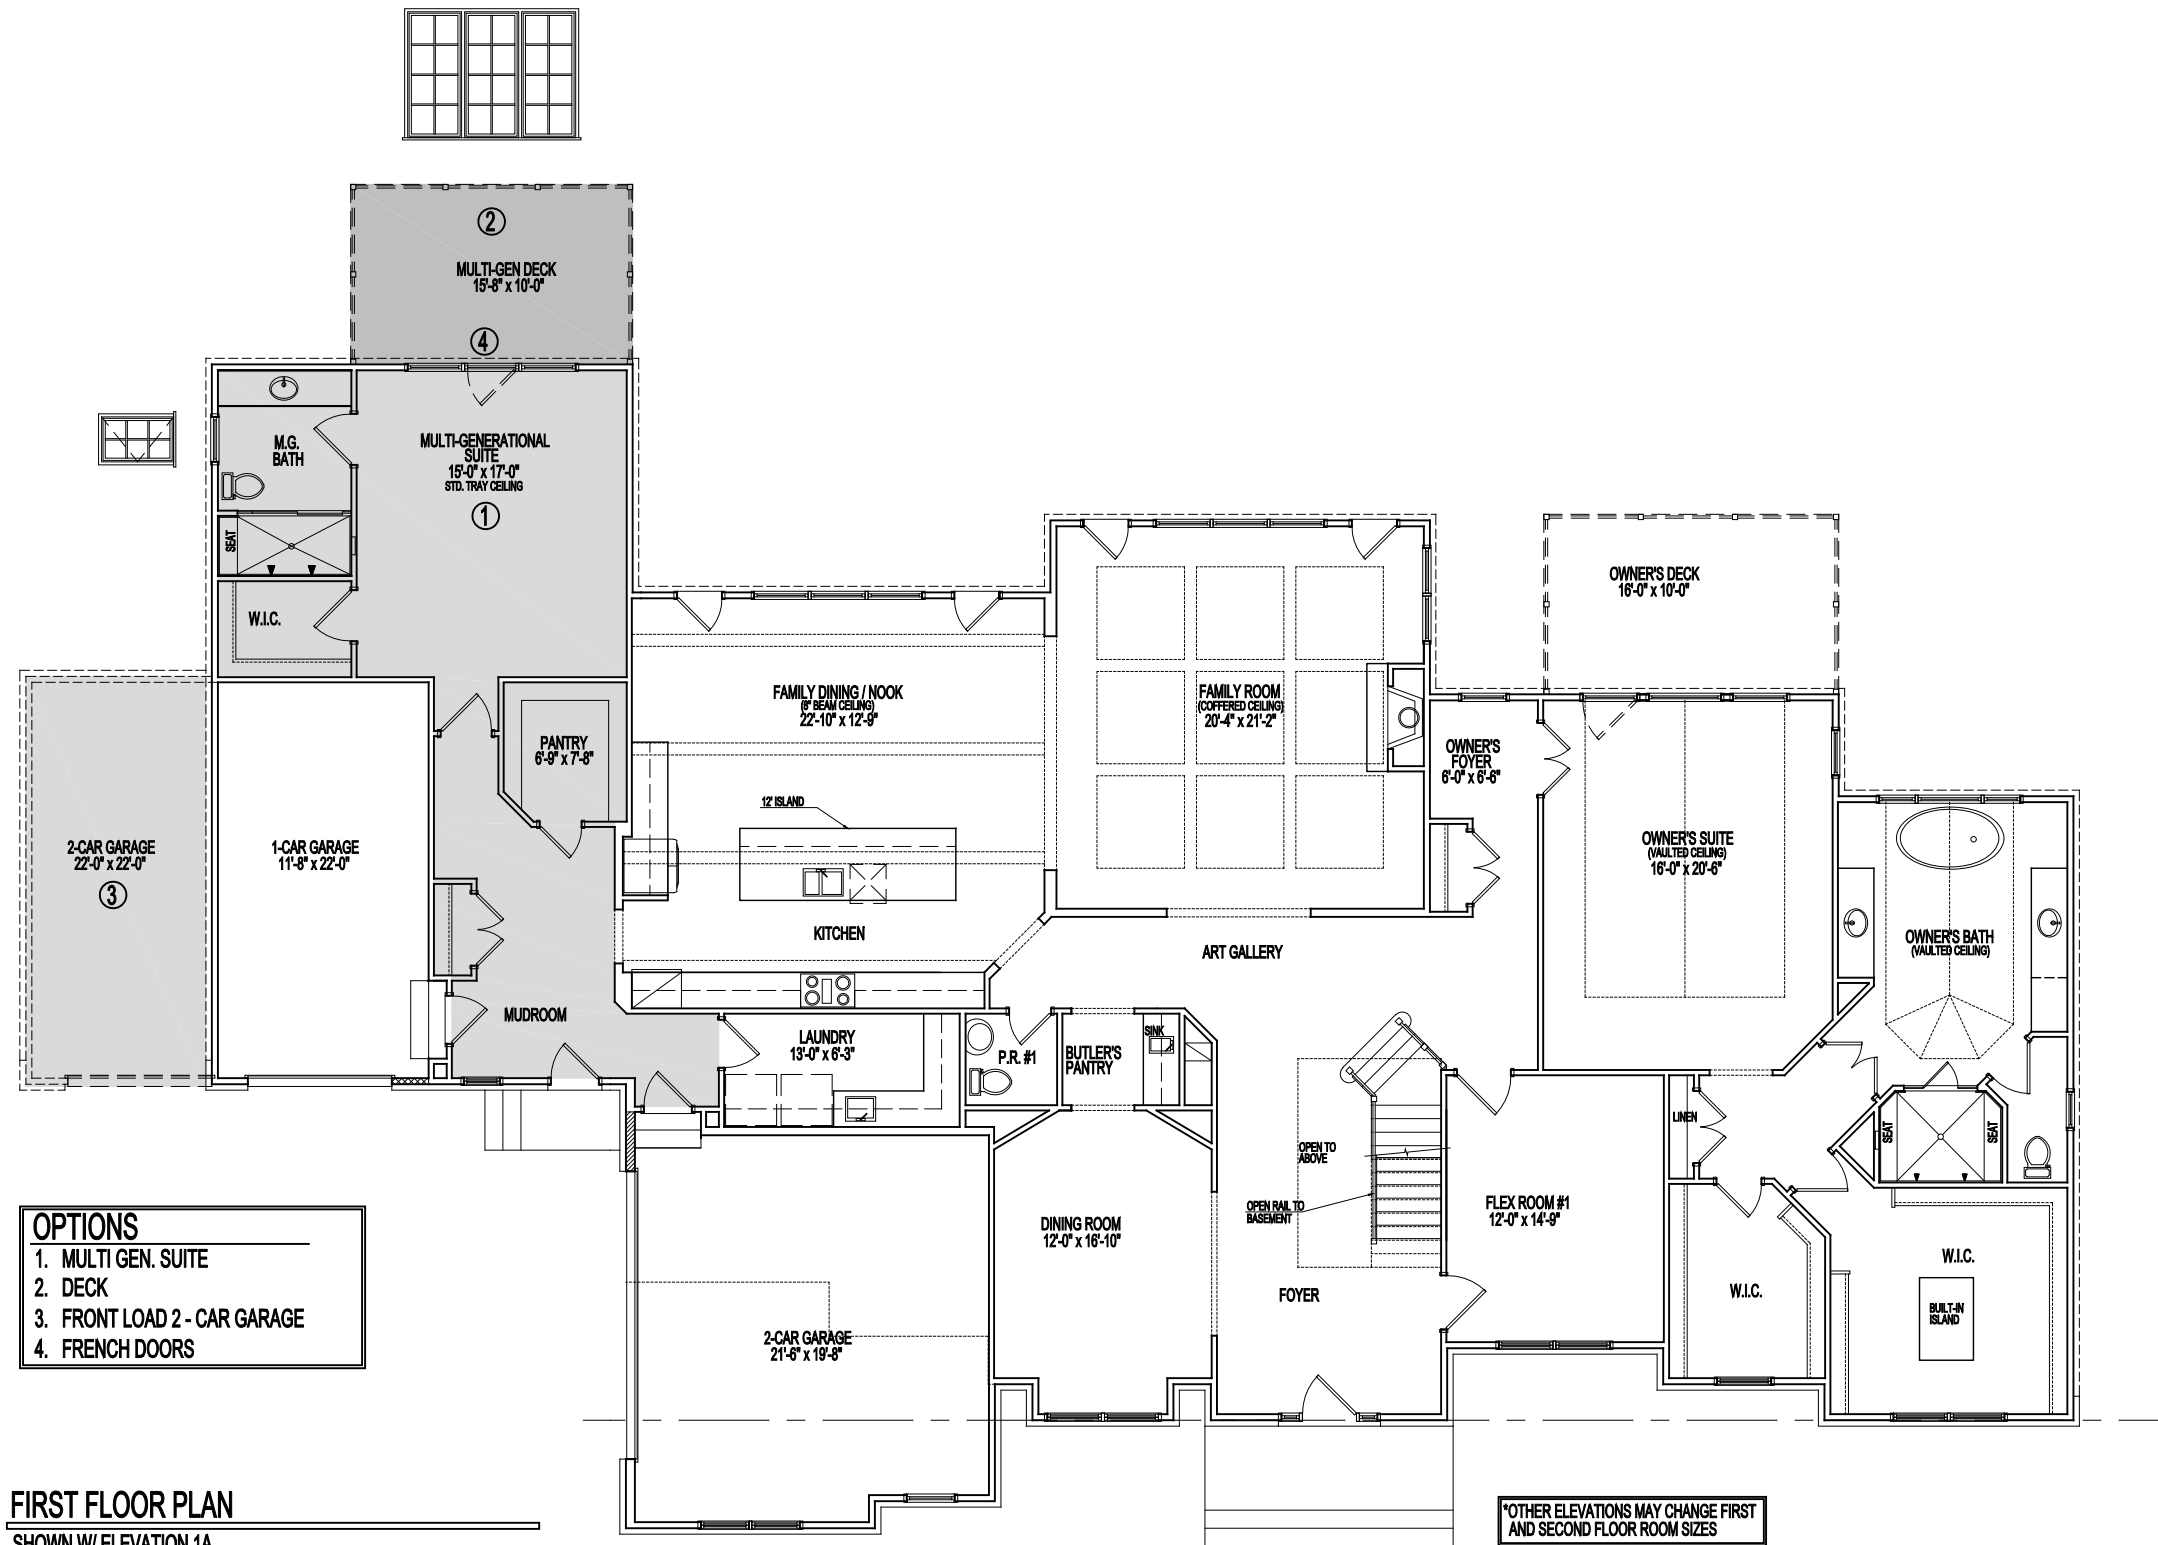 ②
MULTI-GEN DECK
15'-8" x 10'-0"
④
M.G.
BATH
MULTI-GENERATIONAL
SUITE
15'-0" x 17'-0"
STD. TRAY CEILING
①
SEAT
W.I.C.
OWNER'S DECK
16'-0" x 10'-0"
FAMILY DINING / NOOK
(8" BEAM CEILING)
22'-10" x 12'-9"
FAMILY ROOM
(COFFERED CEILING)
20'-4" x 21'-2"
PANTRY
6'-9" x 7'-8"
OWNER'S
FOYER
6'-0" x 6'-6"
12' ISLAND
2-CAR GARAGE
22'-0" x 22'-0"
③
1-CAR GARAGE
11'-8" x 22'-0"
OWNER'S SUITE
(VAULTED CEILING)
16'-0" x 20'-6"
KITCHEN
ART GALLERY
OWNER'S BATH
(VAULTED CEILING)
MUDROOM
LAUNDRY
13'-0" x 6'-3"
P.R. #1
BUTLER'S
PANTRY
SINK
LINEN
SEAT
SEAT
OPEN TO
ABOVE
OPEN RAIL TO
BASEMENT
DINING ROOM
12'-0" x 16'-10"
FLEX ROOM #1
12'-0" x 14'-9"
FOYER
W.I.C.
W.I.C.
BUILT-IN
ISLAND
2-CAR GARAGE
21'-6" x 19'-8"
OPTIONS
1. MULTI GEN. SUITE
2. DECK
3. FRONT LOAD 2 - CAR GARAGE
4. FRENCH DOORS
FIRST FLOOR PLAN
SHOWN W/ ELEVATION 1A
*OTHER ELEVATIONS MAY CHANGE FIRST
AND SECOND FLOOR ROOM SIZES